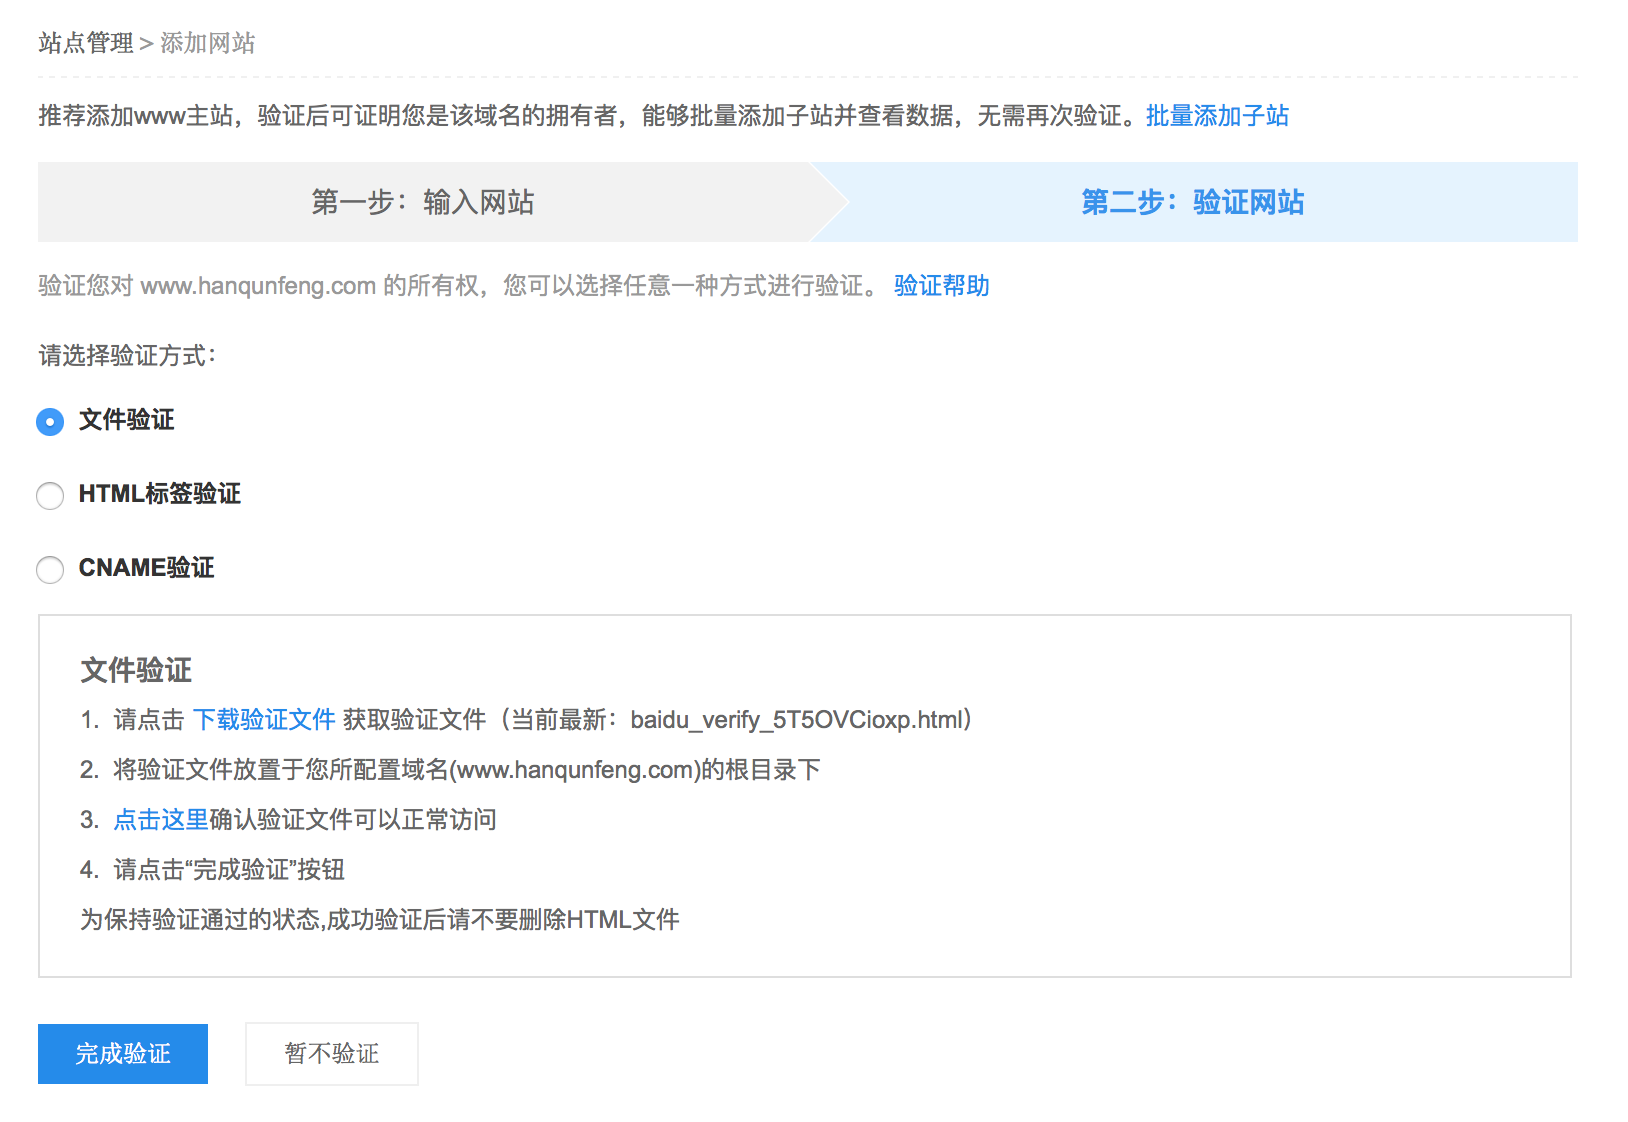 站点管理 > 添加网站
推荐添加www主站，验证后可证明您是该域名的拥有者，能够批量添加子站并查看数据，无需再次验证。批量添加子站
第一步：输入网站
第二步：验证网站
验证您对 www.hanqunfeng.com 的所有权，您可以选择任意一种方式进行验证。 验证帮助
请选择验证方式：
文件验证
HTML标签验证
CNAME验证
文件验证
1. 请点击 下载验证文件 获取验证文件（当前最新：baidu_verify_5T5OVCioxp.html）
2. 将验证文件放置于您所配置域名(www.hanqunfeng.com)的根目录下
3. 点击这里确认验证文件可以正常访问
4. 请点击“完成验证”按钮
为保持验证通过的状态,成功验证后请不要删除HTML文件
完成验证
暂不验证